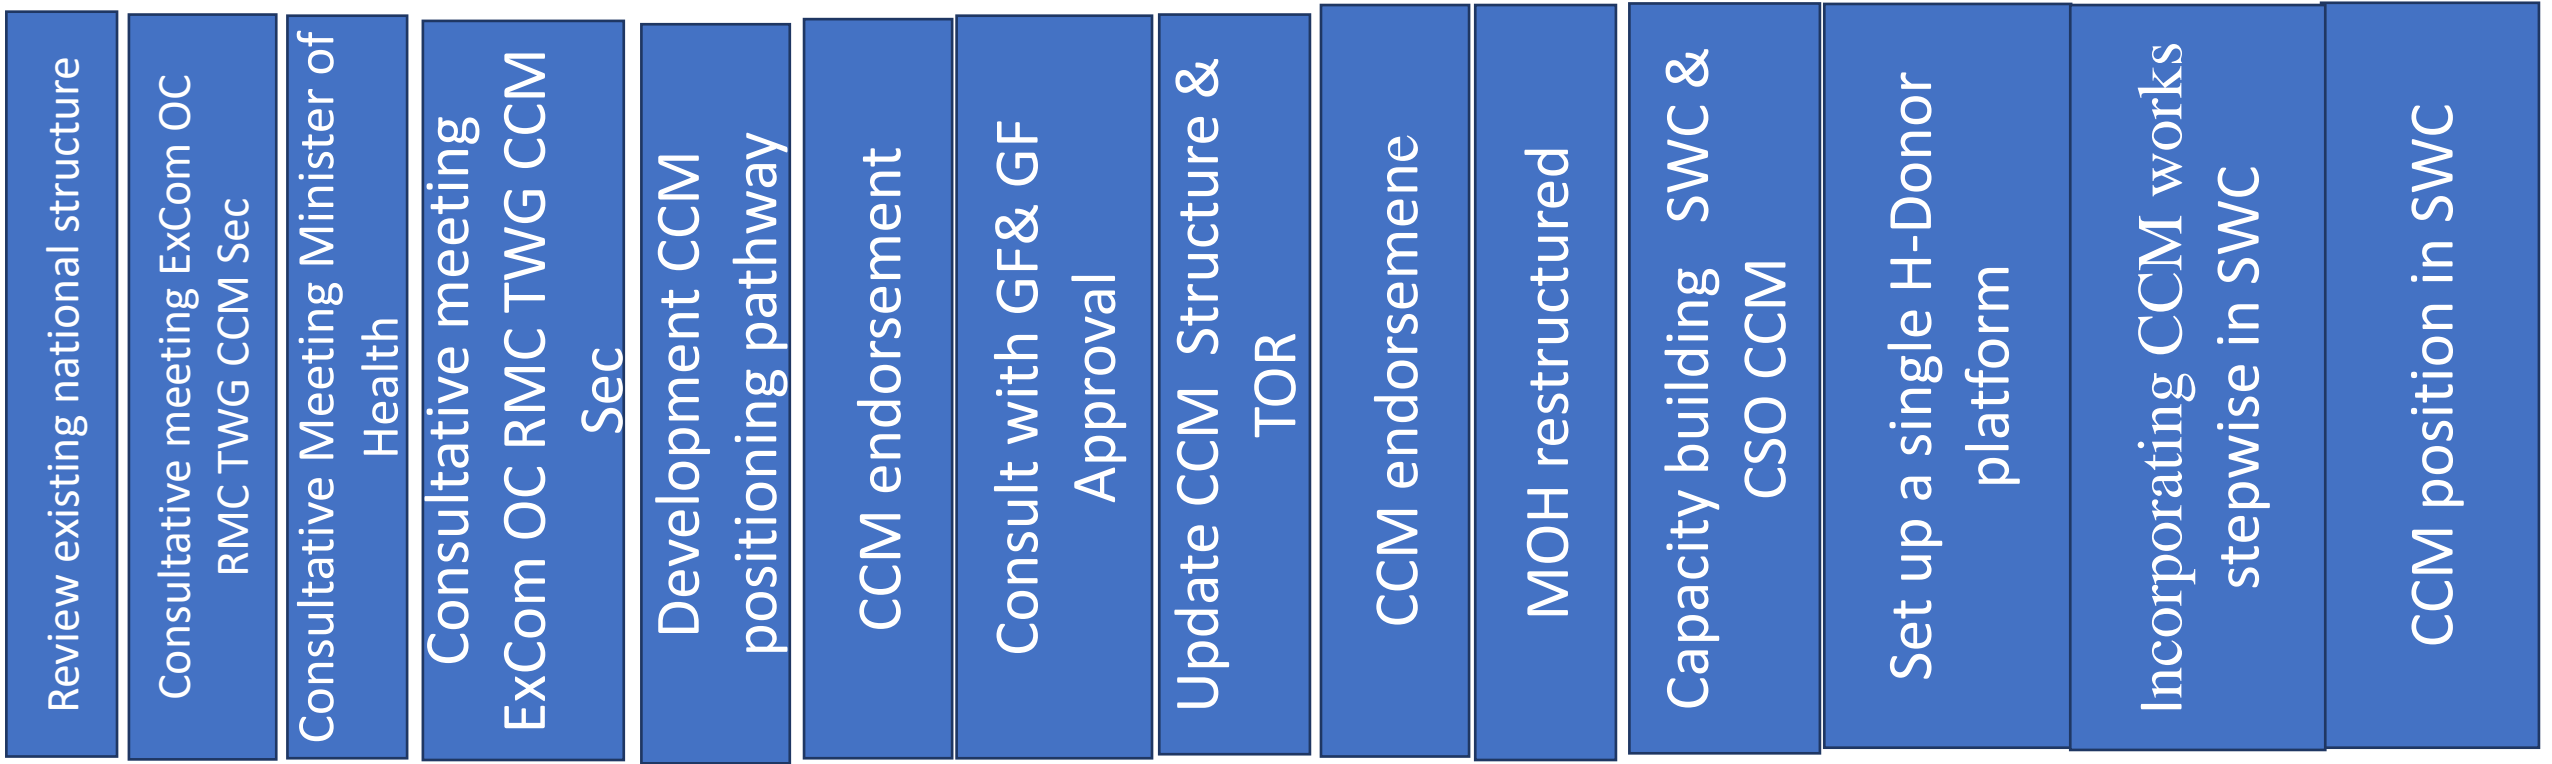 Review existing national structure
Consultative meeting ExCom OC
RMC TWG CCM Sec
Consultative Meeting Minister of
Health
Consultative meeting
ExCom OC RMC TWG CCM
Sec
Development CCM
positioning pathway
CCM endorsement
Consult with GF& GF
Approval
Update CCM  Structure &
TOR
CCM endorsemene
MOH restructured
Capacity building   SWC &
CSO CCM
Set up a single H-Donor
platform
Incorporating CCM works
stepwise in SWC
CCM position in SWC